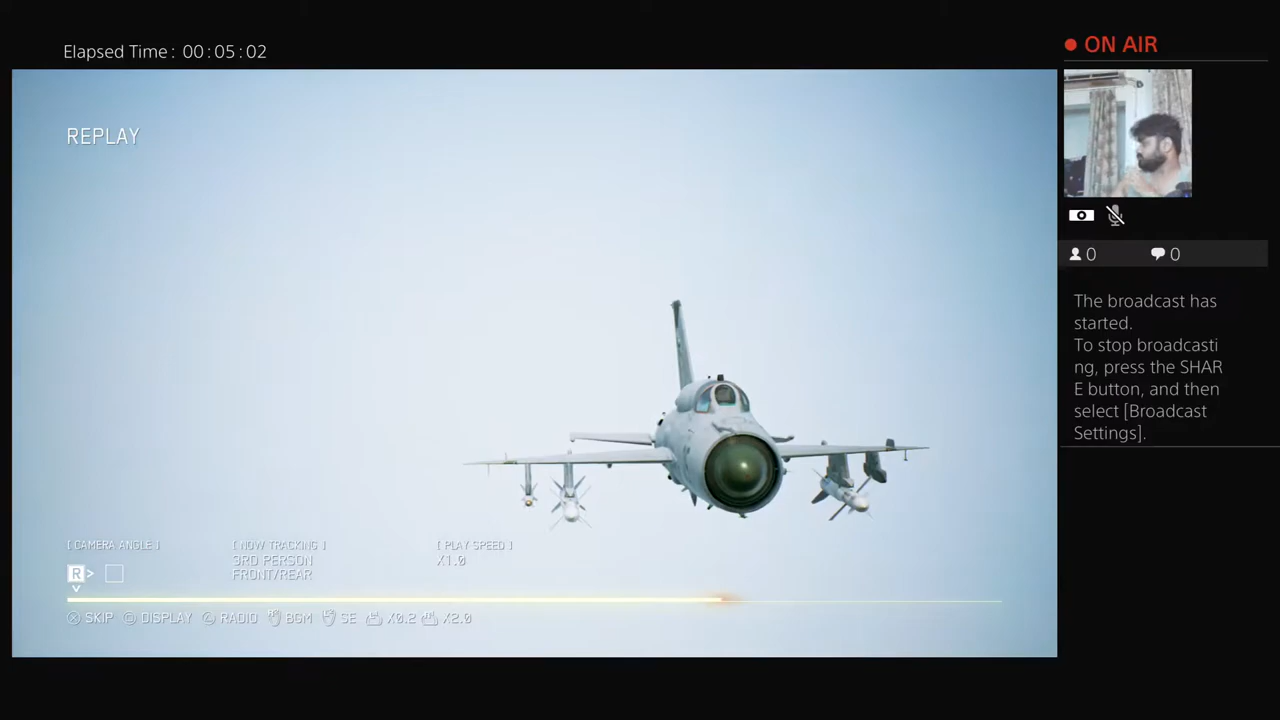 Elapsed Time : 00:05:02
ON AIR
REPLAY
0
0
The broadcast has
started.
To stop broadcasti
ng, press the SHAR
E button, and then
select [Broadcast
Settings].
[ CAMERA ANGLE ]
[ NOW TRACKING ]
[ PLAY SPEED ]
3RD PERSON
X1.0
FRONT/REAR
R >
SKIP DISPLAY RADIO BGM SE X0.2 X2.0